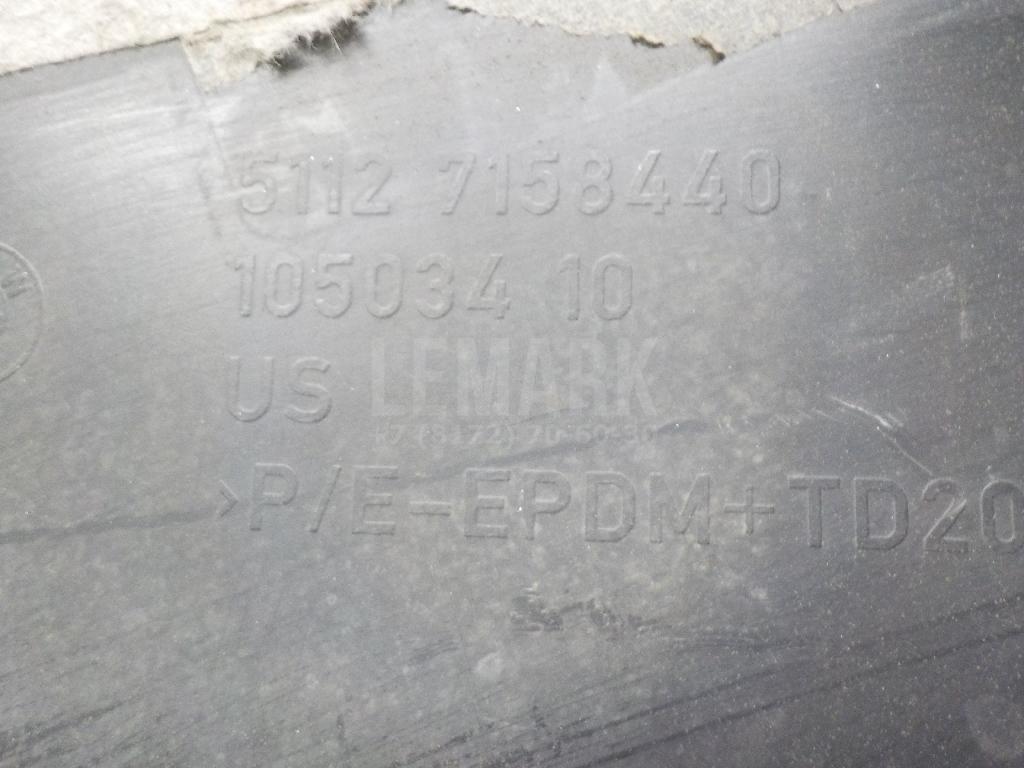 5112 7158440
105034 10
US
LEMARK
>P/E-EPDM+TD20